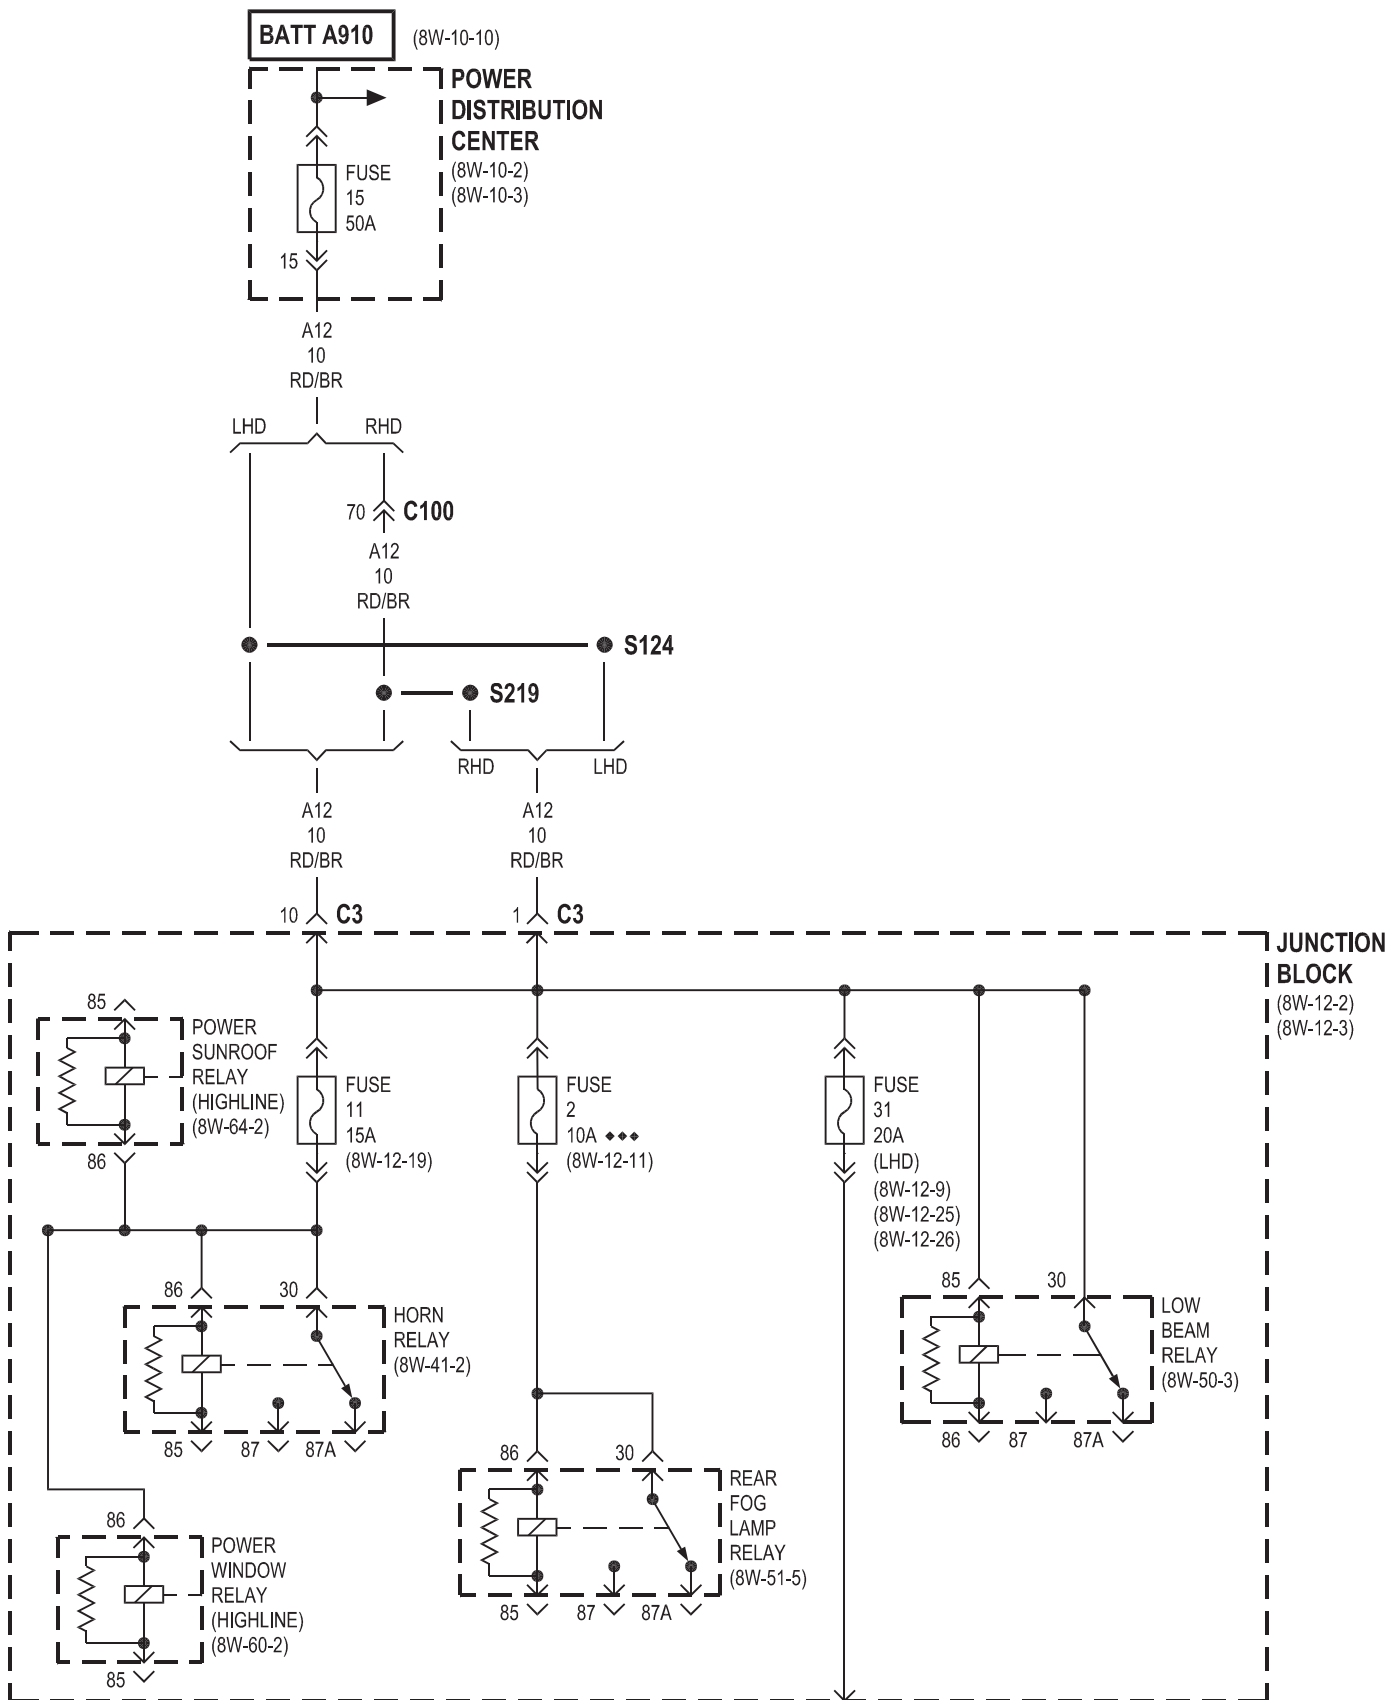 BATT A910
(8W-10-10)
POWER
DISTRIBUTION
CENTER
(8W-10-2)
(8W-10-3)
FUSE
15
50A
15
A12
10
RD/BR
LHD
RHD
70
C100
A12
10
RD/BR
S124
S219
RHD
LHD
A12
10
RD/BR
A12
10
RD/BR
10
C3
1
C3
JUNCTION
BLOCK
(8W-12-2)
(8W-12-3)
85
POWER
SUNROOF
RELAY
(HIGHLINE)
(8W-64-2)
86
FUSE
11
15A
(8W-12-19)
FUSE
2
10A ◆◆◆
(8W-12-11)
FUSE
31
20A
(LHD)
(8W-12-9)
(8W-12-25)
(8W-12-26)
86
30
HORN
RELAY
(8W-41-2)
85
87
87A
85
30
LOW
BEAM
RELAY
(8W-50-3)
86
87
87A
86
30
REAR
FOG
LAMP
RELAY
(8W-51-5)
85
87
87A
86
POWER
WINDOW
RELAY
(HIGHLINE)
(8W-60-2)
85